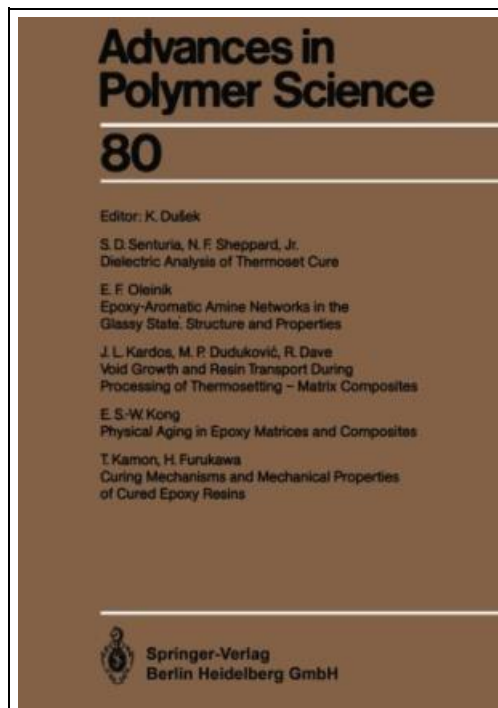 Advances in
Polymer Science
80
Editor: K. Dušek
S. D. Senturia, N. F. Sheppard, Jr.
Dielectric Analysis of Thermoset Cure
E. F. Oleinik
Epoxy-Aromatic Amine Networks in the
Glassy State. Structure and Properties
J. L. Kardos, M. P. Duduković, R. Dave
Void Growth and Resin Transport During
Processing of Thermosetting – Matrix Composites
E. S.-W. Kong
Physical Aging in Epoxy Matrices and Composites
T. Kamon, H. Furukawa
Curing Mechanisms and Mechanical Properties
of Cured Epoxy Resins
Springer-Verlag
Berlin Heidelberg GmbH